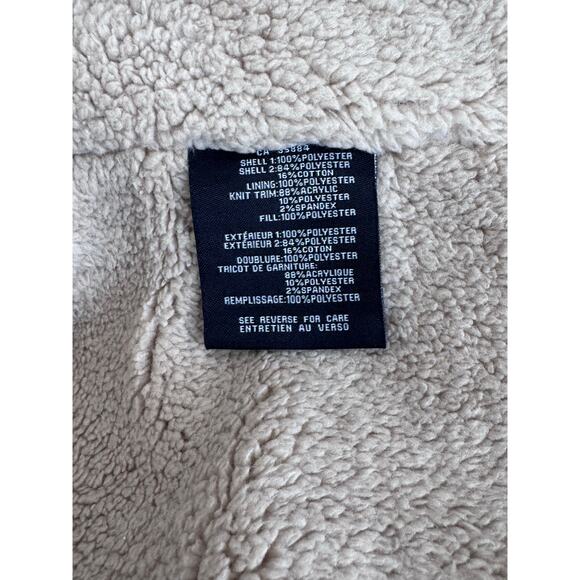 CA 55884
SHELL 1:100%POLYESTER
SHELL 2:84%POLYESTER
16%COTTON
LINING:100%POLYESTER
KNIT TRIM:88%ACRYLIC
10%POLYESTER
2%SPANDEX
FILL:100%POLYESTER
EXTÉRIEUR 1:100%POLYESTER
EXTÉRIEUR 2:84%POLYESTER
16%COTON
DOUBLURE:100%POLYESTER
TRICOT DE GARNITURE:
88%ACRYLIQUE
10%POLYESTER
2%SPANDEX
REMPLISSAGE:100%POLYESTER
SEE REVERSE FOR CARE
ENTRETIEN AU VERSO